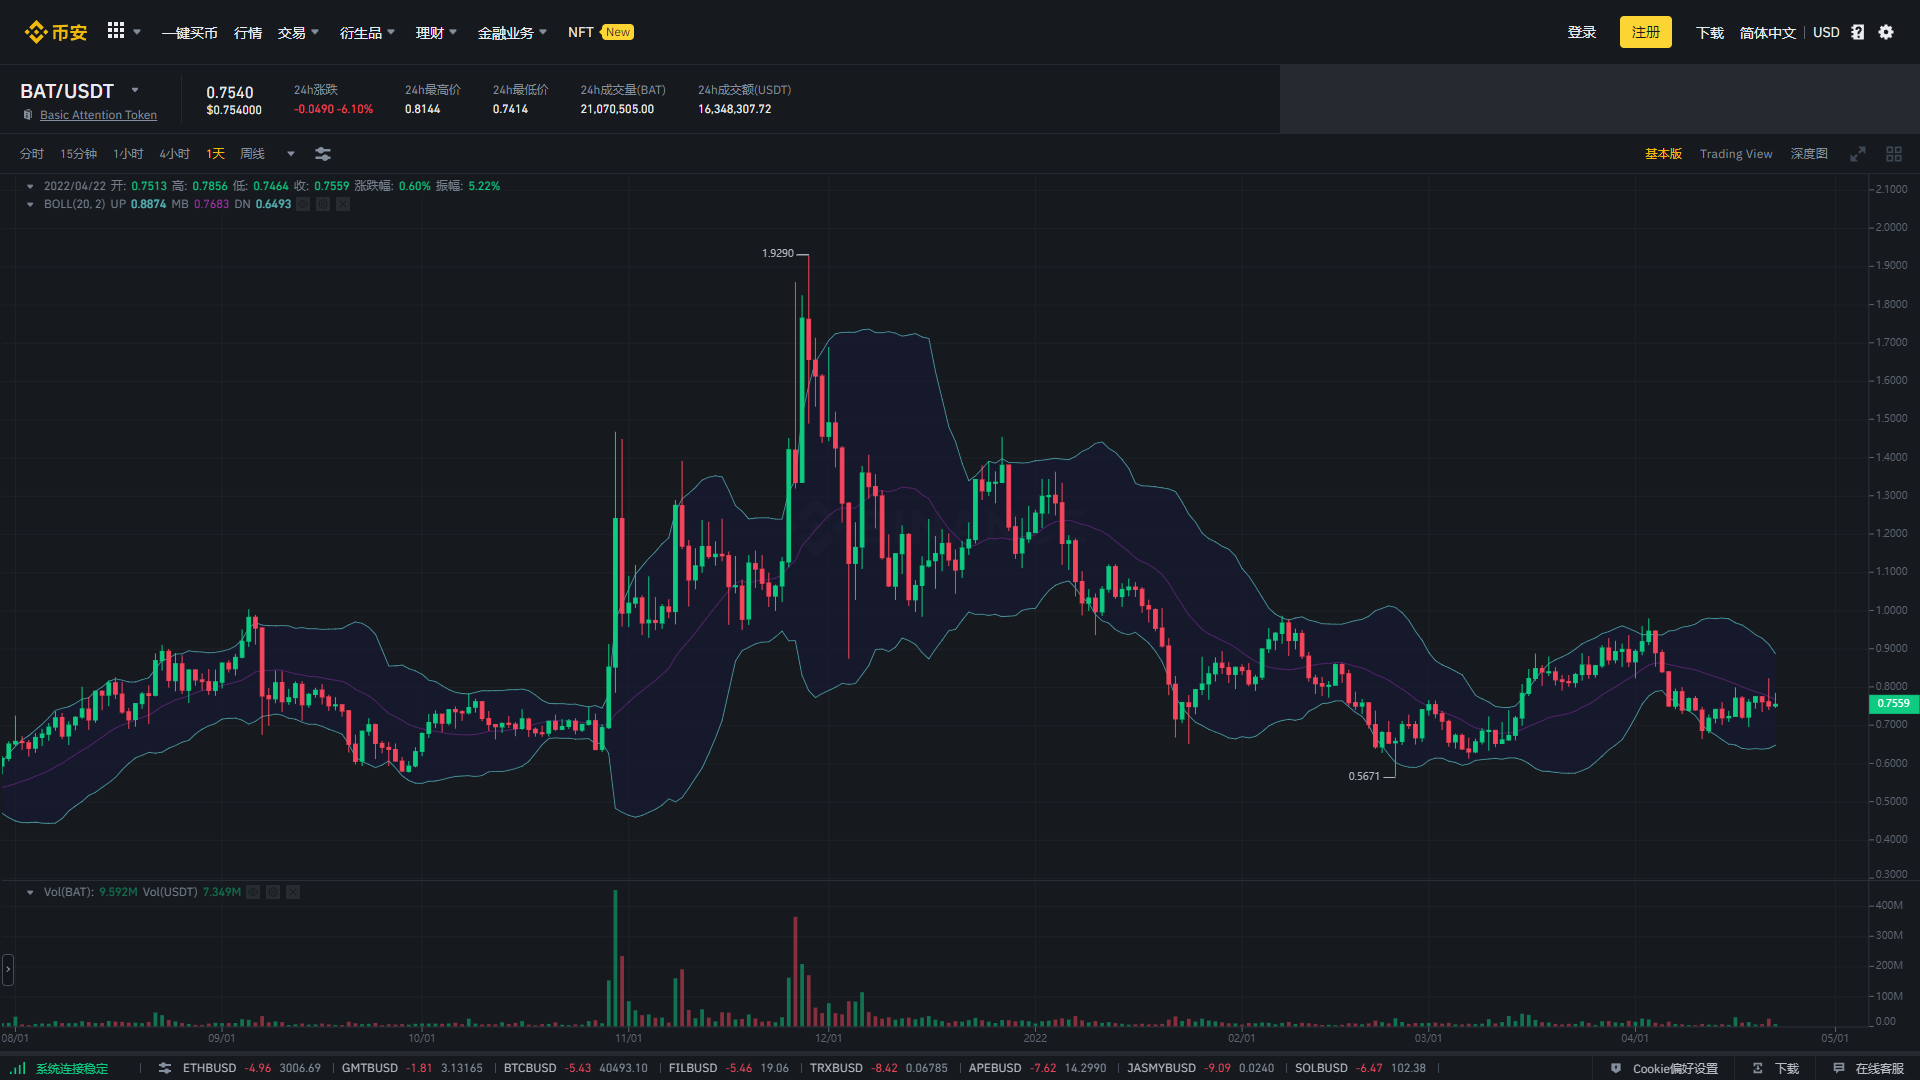 币安 一键买币 行情 交易 衍生品 理财 金融业务 NFT New 登录 注册 下载 简体中文 USD
BAT/USDT
Basic Attention Token
0.7540
$0.754000
24h涨跌
-0.0490 -6.10%
24h最高价
0.8144
24h最低价
0.7414
24h成交量(BAT)
21,070,505.00
24h成交额(USDT)
16,348,307.72
分时 15分钟 1小时 4小时 1天 周线 基本版 Trading View 深度图
2022/04/22 开: 0.7513 高: 0.7856 低: 0.7464 收: 0.7559 涨跌幅: 0.60% 振幅: 5.22%
BOLL(20, 2) UP 0.8874 MB 0.7683 DN 0.6493
2.1000
2.0000
1.9290
1.9000
1.8000
1.7000
1.6000
1.5000
1.4000
1.3000
1.2000
1.1000
1.0000
0.9000
0.8000
0.7559
0.7000
0.6000
0.5671
0.5000
0.4000
0.3000
Vol(BAT): 9.592M Vol(USDT) 7.349M
400M
300M
200M
100M
0.00
08/01 09/01 10/01 11/01 12/01 2022 02/01 03/01 04/01 05/01
系统连接稳定 ETHBUSD -4.96 3006.69 GMTBUSD -1.81 3.13165 BTCBUSD -5.43 40493.10 FILBUSD -5.46 19.06 TRXBUSD -8.42 0.06785 APEBUSD -7.62 14.2990 JASMYBUSD -9.09 0.0240 SOLBUSD -6.47 102.38 Cookie偏好设置 下载 在线客服